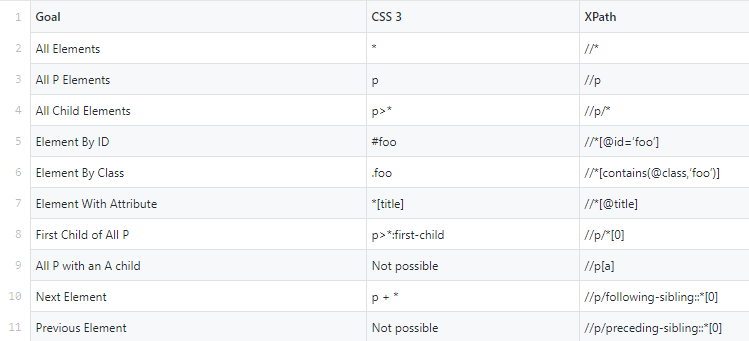 1 Goal CSS 3 XPath
2 All Elements * //*
3 All P Elements p //p
4 All Child Elements p>* //p/*
5 Element By ID #foo //*[@id='foo']
6 Element By Class .foo //*[contains(@class,'foo')]
7 Element With Attribute *[title] //*[@title]
8 First Child of All P p>*:first-child //p/*[0]
9 All P with an A child Not possible //p[a]
10 Next Element p + * //p/following-sibling::*[0]
11 Previous Element Not possible //p/preceding-sibling::*[0]